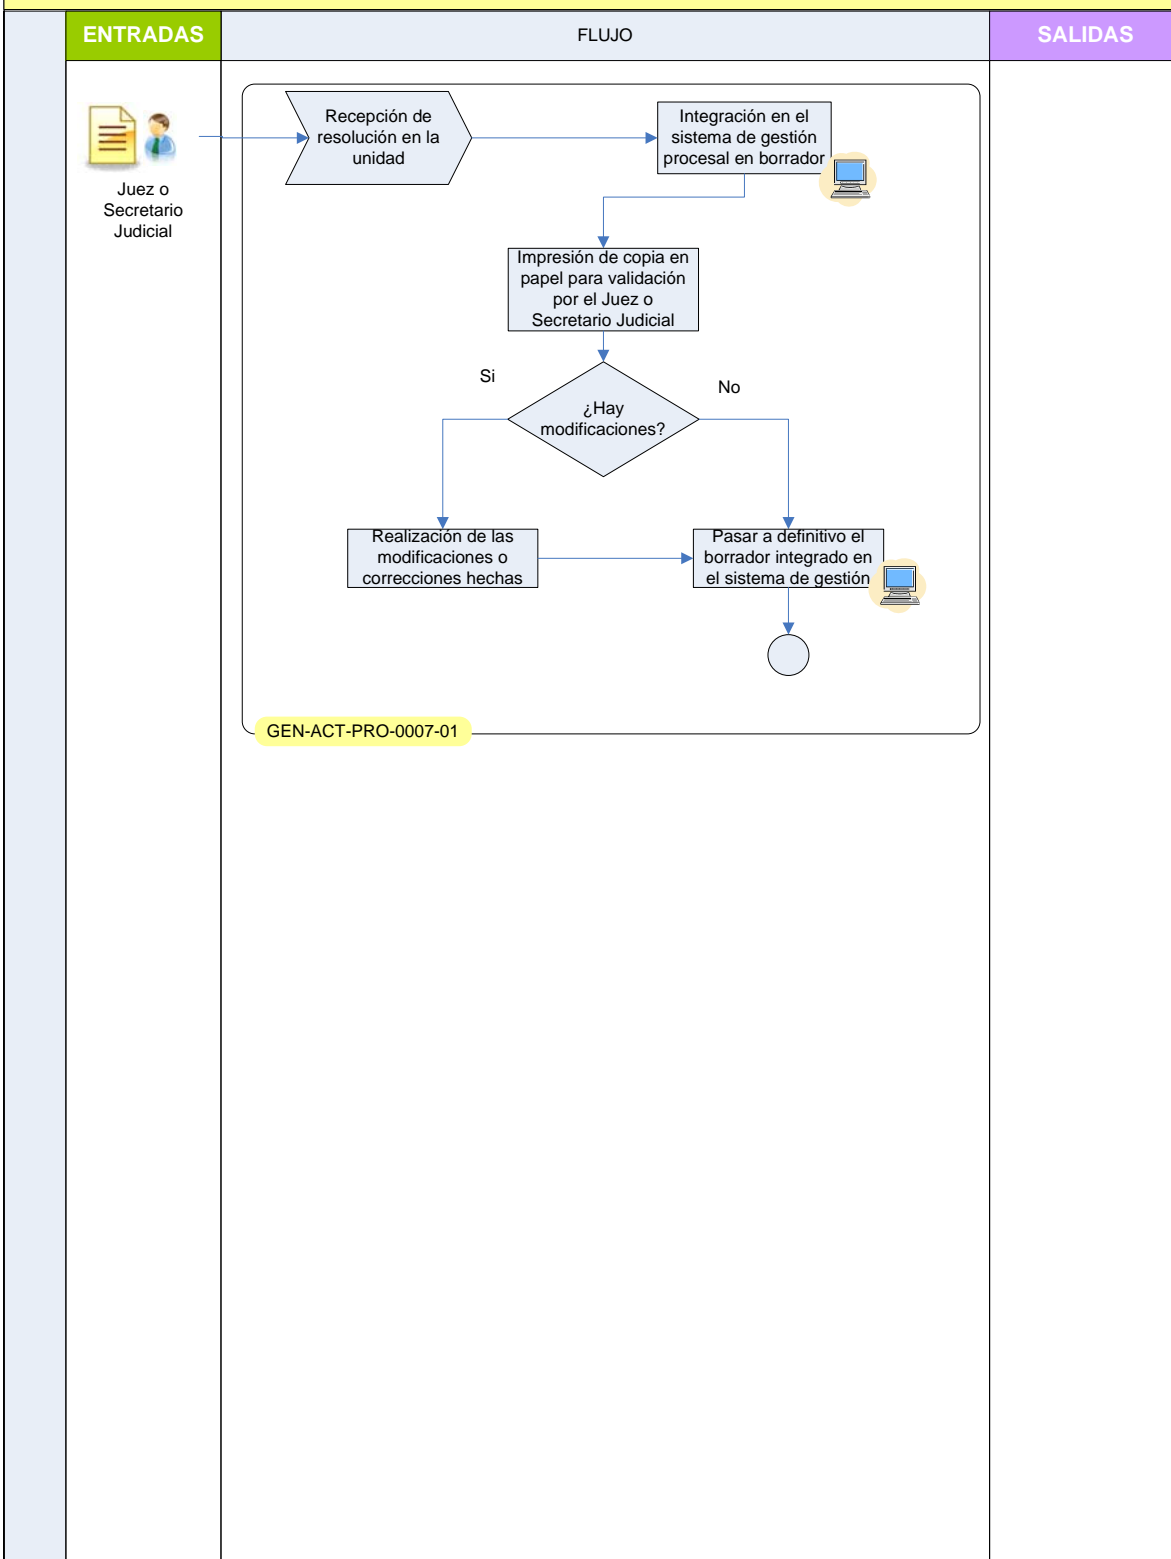 ENTRADAS
FLUJO
SALIDAS
Juez o
Secretario
Judicial
Recepción de
resolución en la
unidad
Integración en el
sistema de gestión
procesal en borrador
Impresión de copia en
papel para validación
por el Juez o
Secretario Judicial
Si
No
¿Hay
modificaciones?
Realización de las
modificaciones o
correcciones hechas
Pasar a definitivo el
borrador integrado en
el sistema de gestión
GEN-ACT-PRO-0007-01